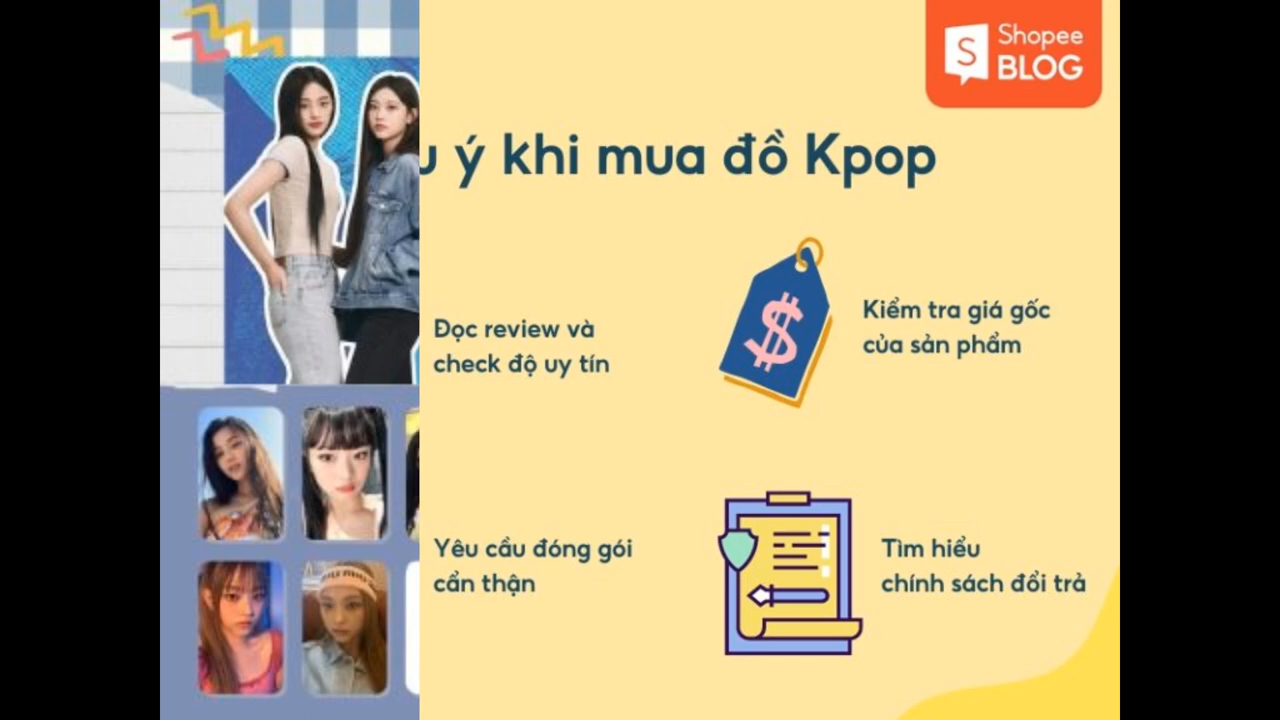 Shopee
BLOG
ý khi mua đồ Kpop
Đọc review và
check độ uy tín
Kiểm tra giá gốc
của sản phẩm
Yêu cầu đóng gói
cẩn thận
Tìm hiểu
chính sách đổi trả